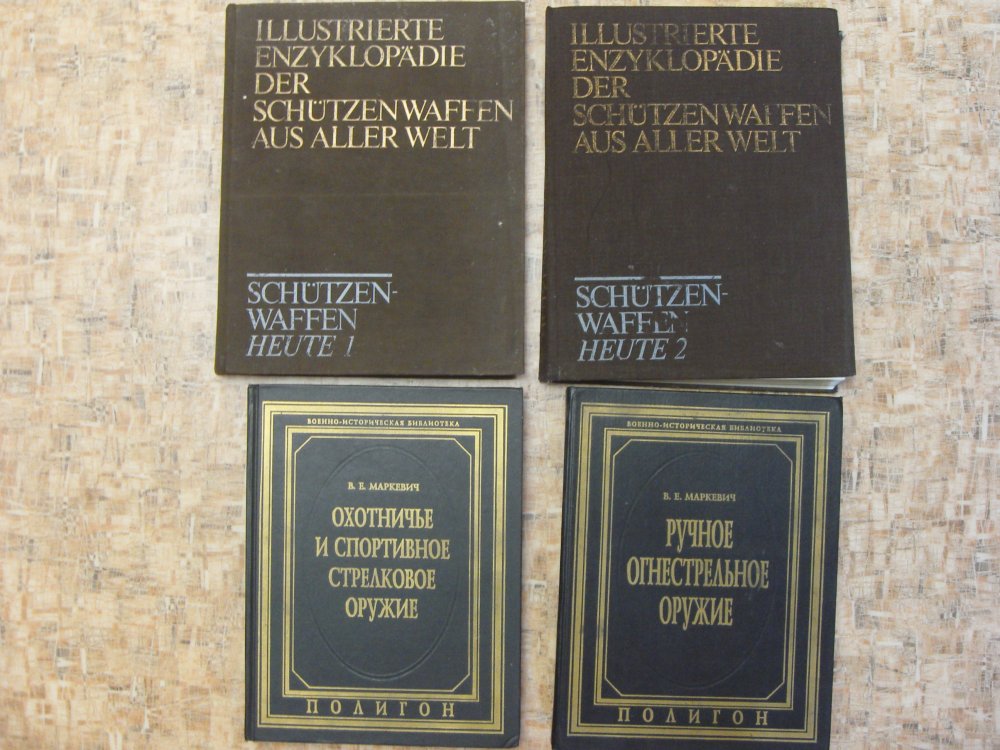 ILLUSTRIERTE
ENZYKLOPÄDIE
DER
SCHÜTZENWAFFEN
AUS ALLER WELT
SCHÜTZEN-
WAFFEN
HEUTE 1
ILLUSTRIERTE
ENZYKLOPÄDIE
DER
SCHÜTZENWAFFEN
AUS ALLER WELT
SCHÜTZEN-
WAFFEN
HEUTE 2
ВОЕННО-ИСТОРИЧЕСКАЯ БИБЛИОТЕКА
В. Е. МАРКЕВИЧ
ОХОТНИЧЬЕ
И СПОРТИВНОЕ
СТРЕЛКОВОЕ
ОРУЖИЕ
ПОЛИГОН
ВОЕННО-ИСТОРИЧЕСКАЯ БИБЛИОТЕКА
В. Е. МАРКЕВИЧ
РУЧНОЕ
ОГНЕСТРЕЛЬНОЕ
ОРУЖИЕ
ПОЛИГОН